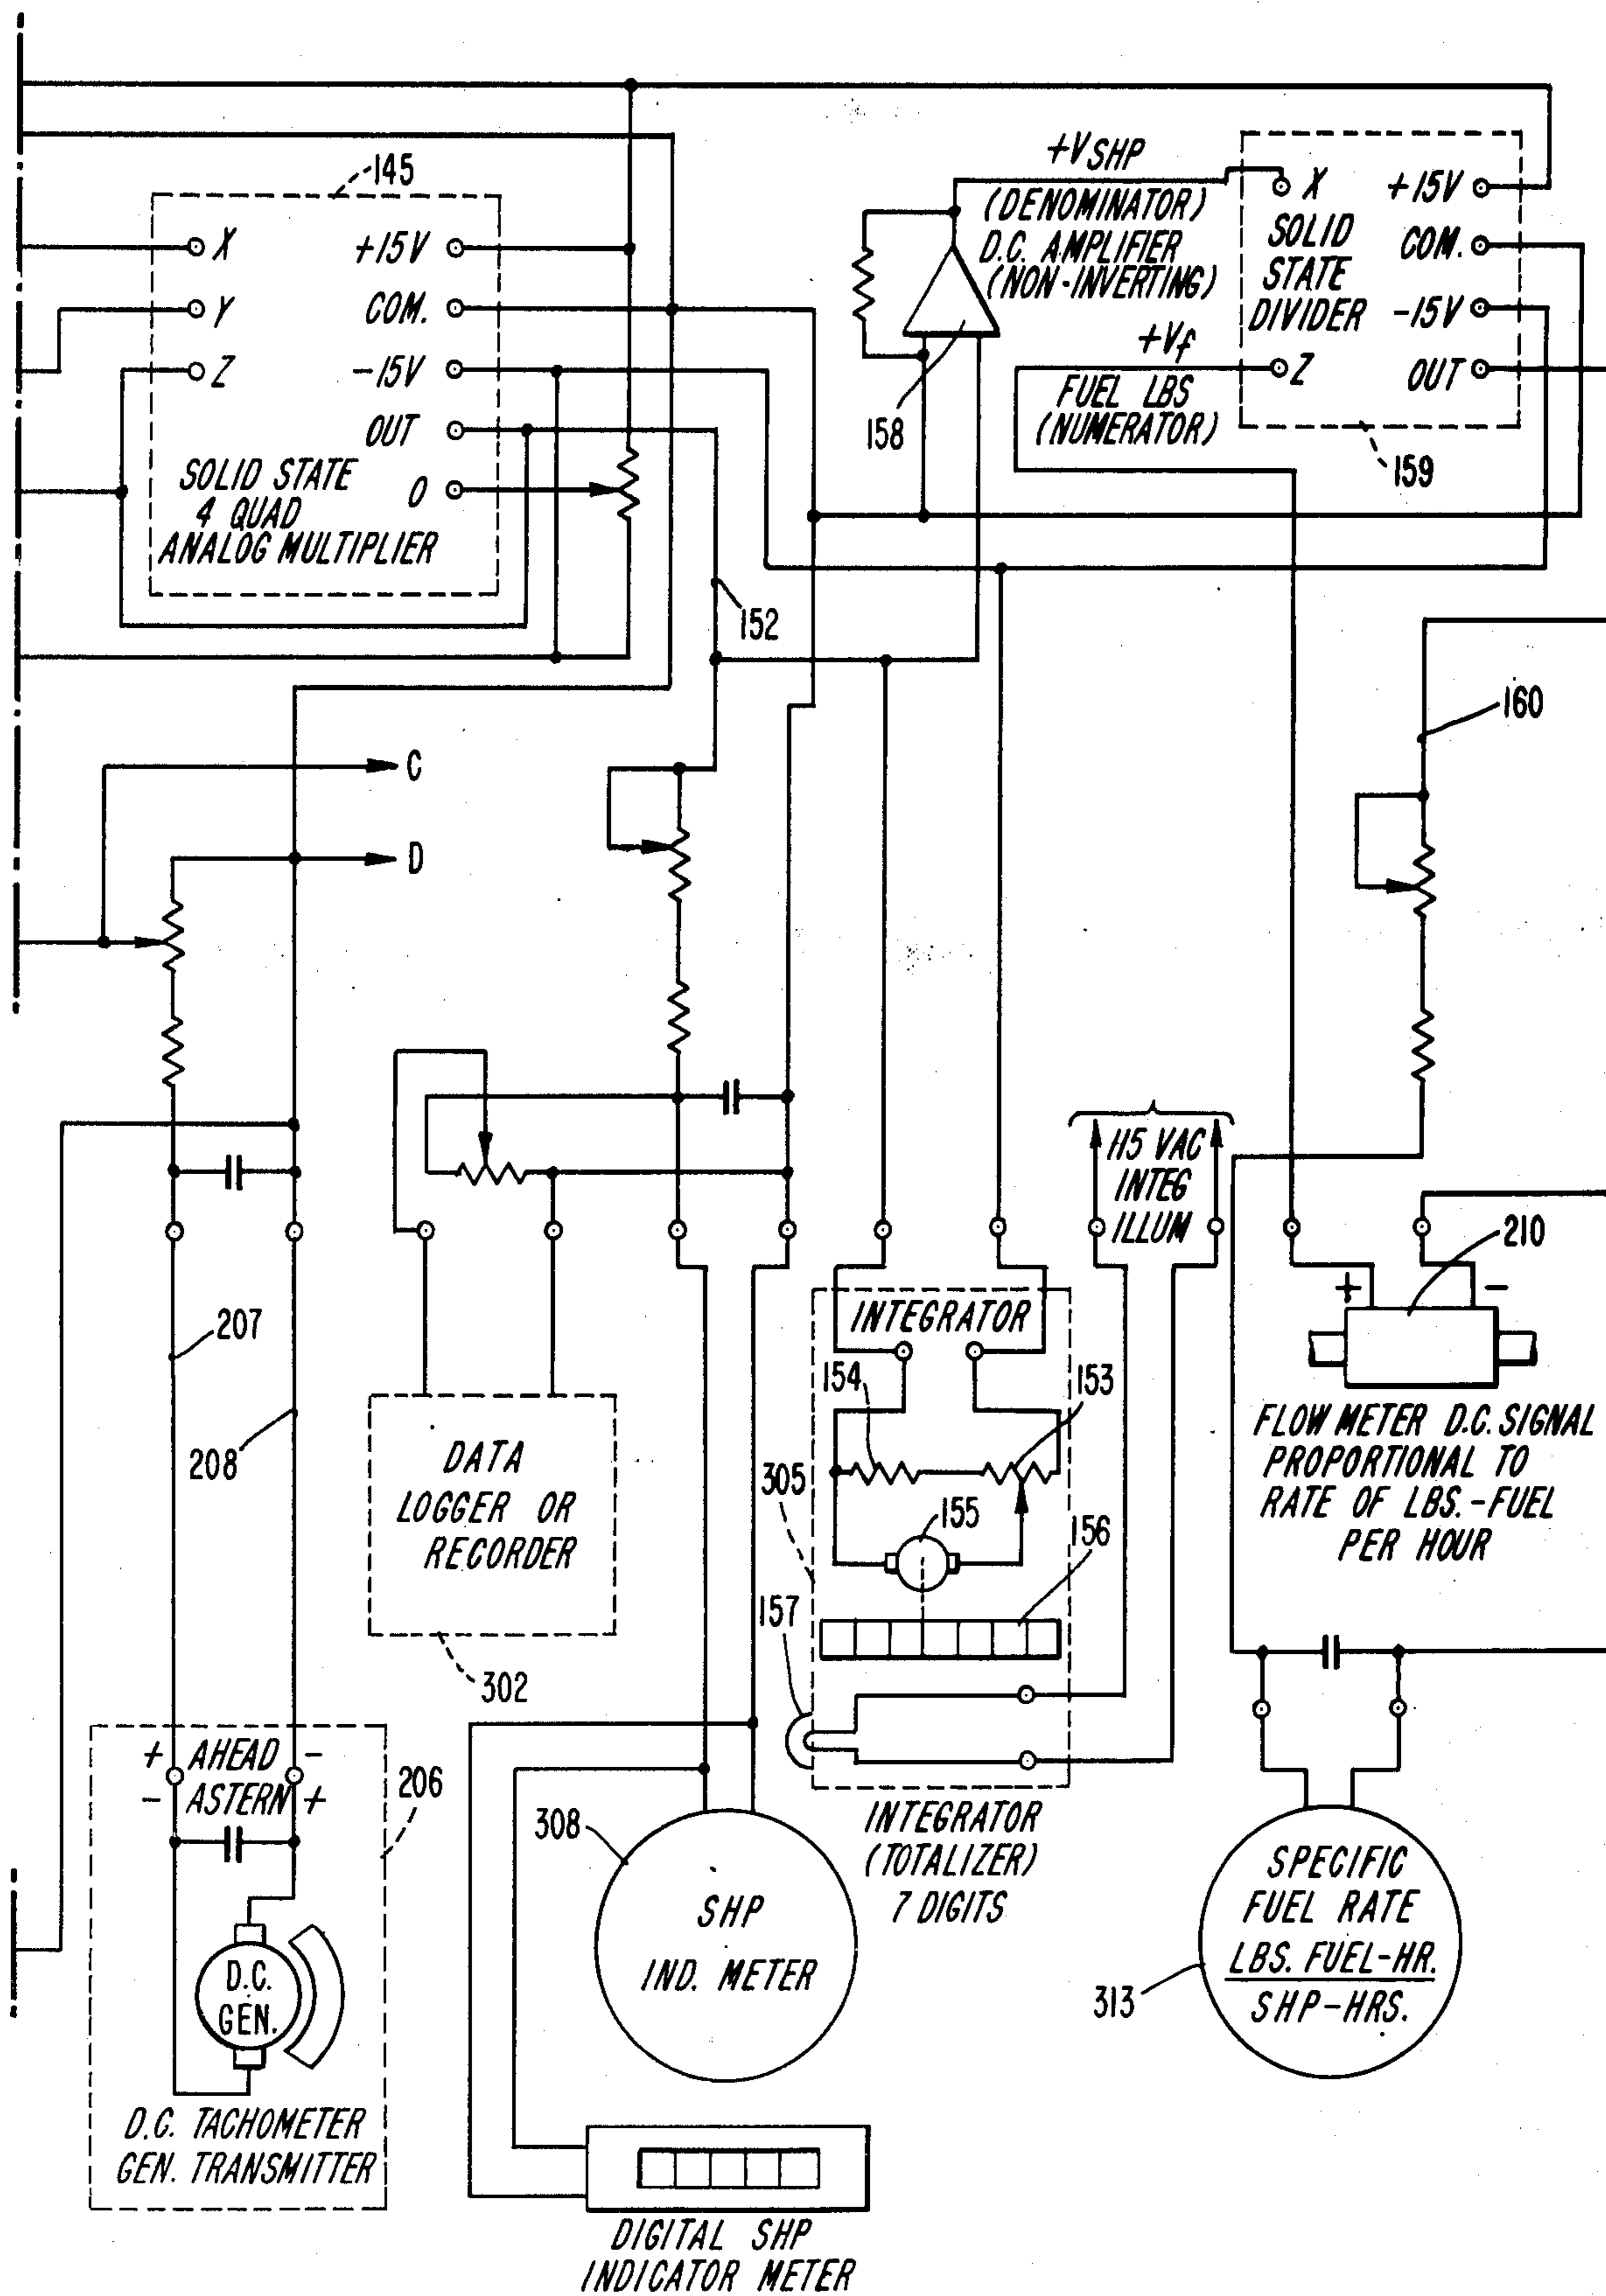 145
X
Y
Z
+15V
COM.
-15V
OUT
O
SOLID STATE
4 QUAD
ANALOG MULTIPLIER
+VSHP
(DENOMINATOR)
D.C. AMPLIFIER
(NON-INVERTING)
158
+Vf
FUEL LBS
(NUMERATOR)
X
SOLID
STATE
DIVIDER
Z
+15V
COM.
-15V
OUT
159
152
160
C
D
H5 VAC
INTEG
ILLUM
210
+
-
FLOW METER D.C. SIGNAL
PROPORTIONAL TO
RATE OF LBS.-FUEL
PER HOUR
207
208
DATA
LOGGER OR
RECORDER
302
INTEGRATOR
154
153
305
155
156
157
INTEGRATOR
(TOTALIZER)
7 DIGITS
+ AHEAD -
- ASTERN +
206
D.C.
GEN.
D.C. TACHOMETER
GEN. TRANSMITTER
308
SHP
IND. METER
DIGITAL SHP
INDICATOR METER
SPECIFIC
FUEL RATE
LBS. FUEL-HR.
SHP-HRS.
313